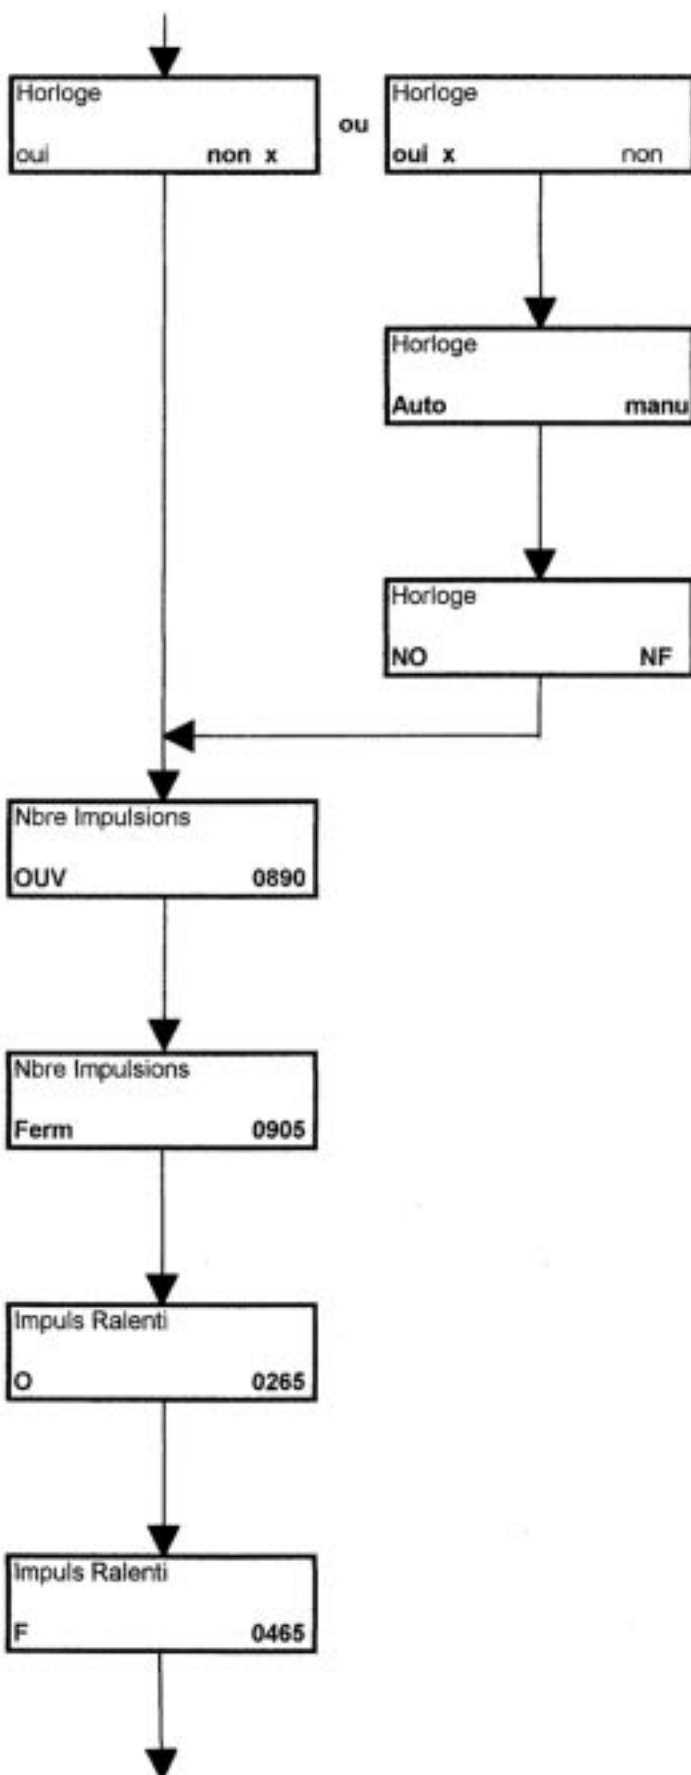 Horloge
oui non x
ou
Horloge
oui x non
Horloge
Auto manu
Horloge
NO NF
Nbre Impulsions
OUV 0890
Nbre Impulsions
Ferm 0905
Impuls Ralenti
O 0265
Impuls Ralenti
F 0465